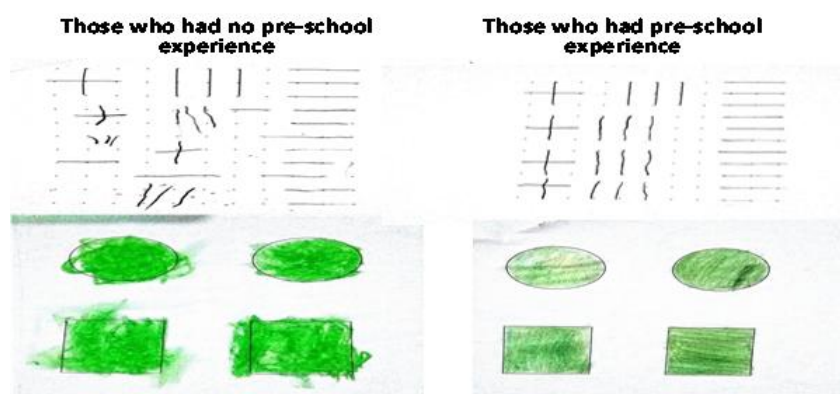 Those who had no pre-school
experience
Those who had pre-school
experience